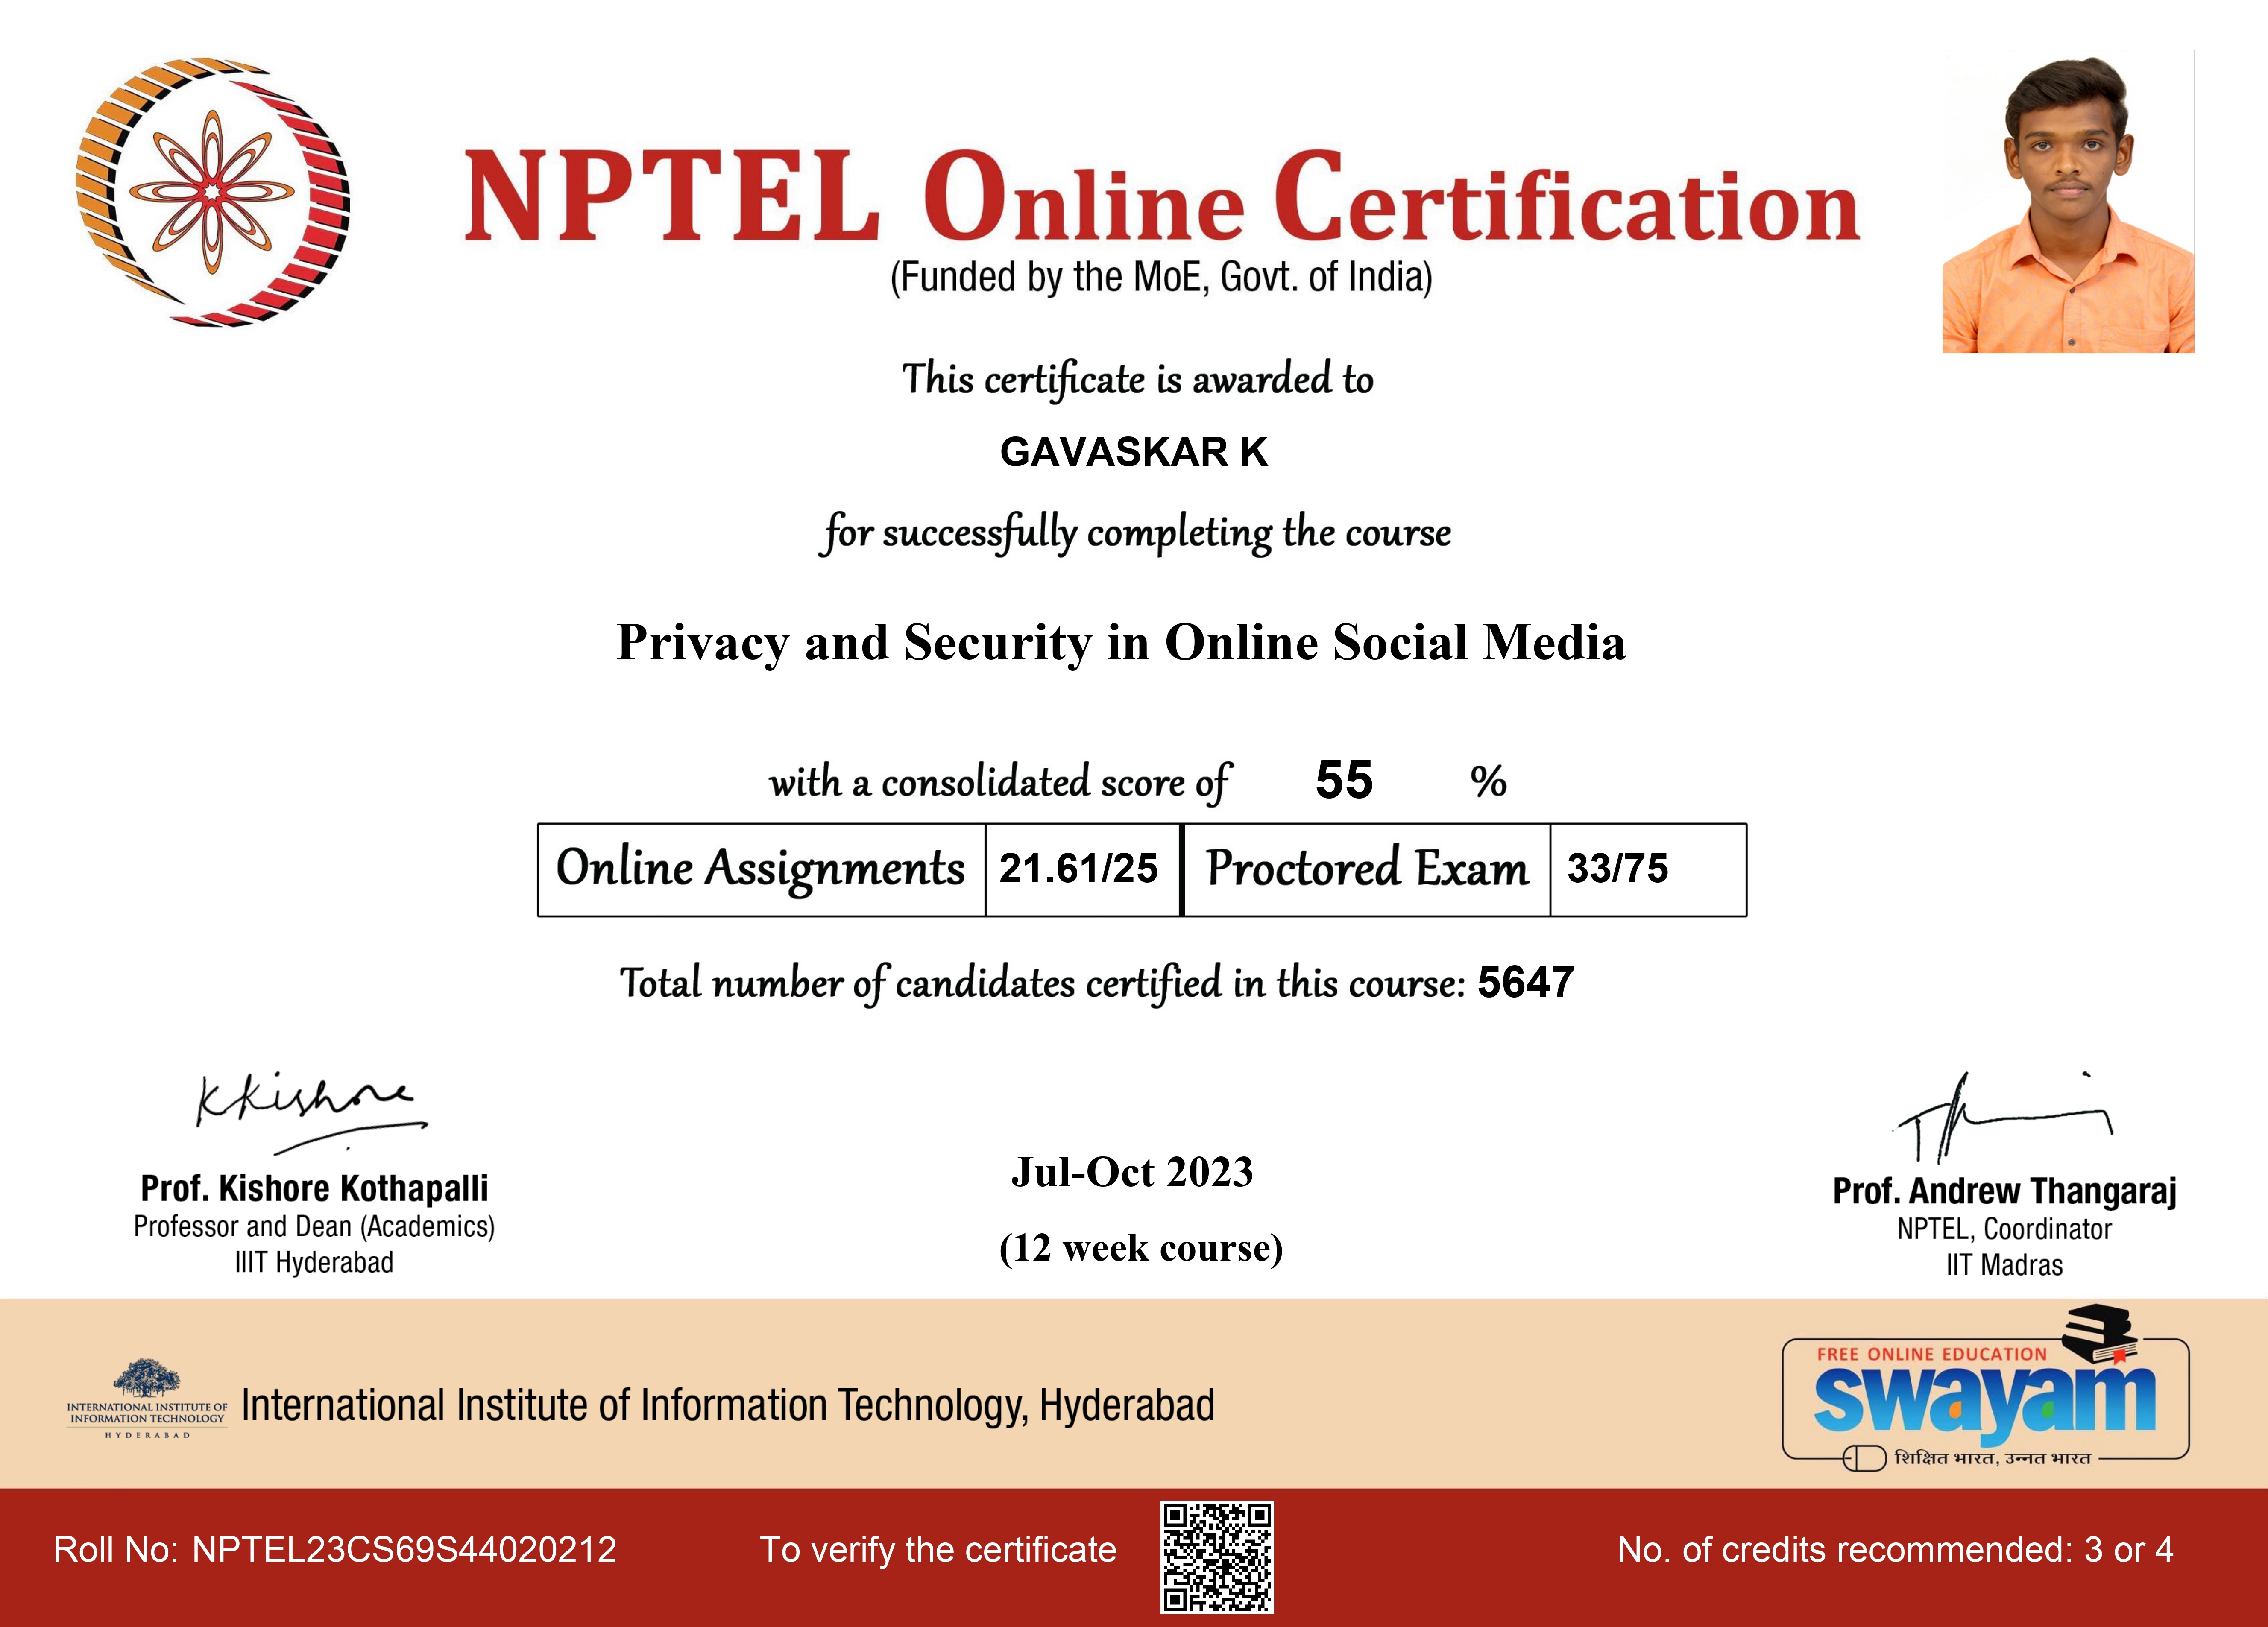 NPTEL Online Certification
(Funded by the MoE, Govt. of India)
This certificate is awarded to
GAVASKAR K
for successfully completing the course
Privacy and Security in Online Social Media
with a consolidated score of 55 %
Online Assignments 21.61/25 Proctored Exam 33/75
Total number of candidates certified in this course: 5647
KKishore
Prof. Kishore Kothapalli
Professor and Dean (Academics)
IIIT Hyderabad
Jul-Oct 2023
(12 week course)
Prof. Andrew Thangaraj
NPTEL, Coordinator
IIT Madras
INTERNATIONAL INSTITUTE OF
INFORMATION TECHNOLOGY
HYDERABAD
International Institute of Information Technology, Hyderabad
FREE ONLINE EDUCATION
swayam
शिक्षित भारत, उन्नत भारत
Roll No: NPTEL23CS69S44020212
To verify the certificate
No. of credits recommended: 3 or 4